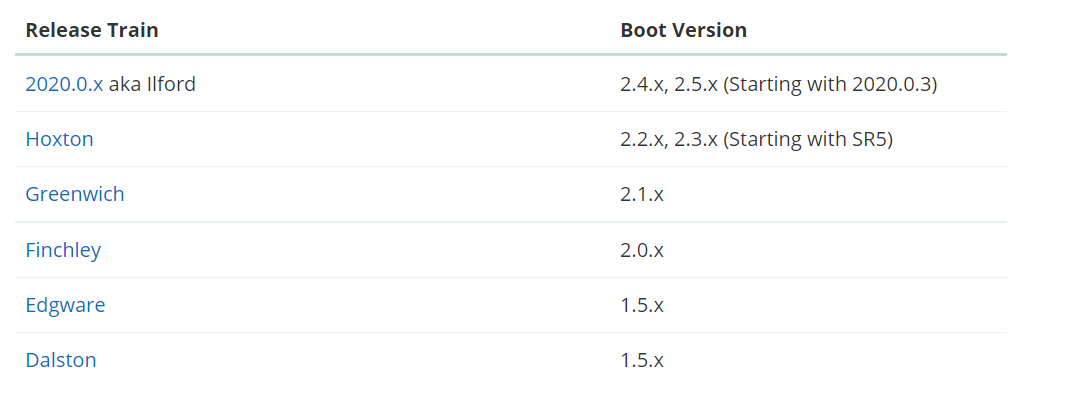 Release Train Boot Version
2020.0.x aka Ilford 2.4.x, 2.5.x (Starting with 2020.0.3)
Hoxton 2.2.x, 2.3.x (Starting with SR5)
Greenwich 2.1.x
Finchley 2.0.x
Edgware 1.5.x
Dalston 1.5.x